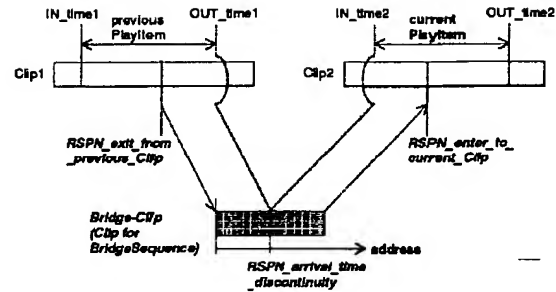 IN_time1
previous
PlayItem
OUT_time1
IN_time2
current
PlayItem
OUT_time2
Clip1
Clip2
RSPN_exit_from
_previous_Clip
RSPN_enter_to_
current_Clip
Bridge-Clip
(Clip for
BridgeSequence)
address
RSPN_arrival_time
_discontinuity